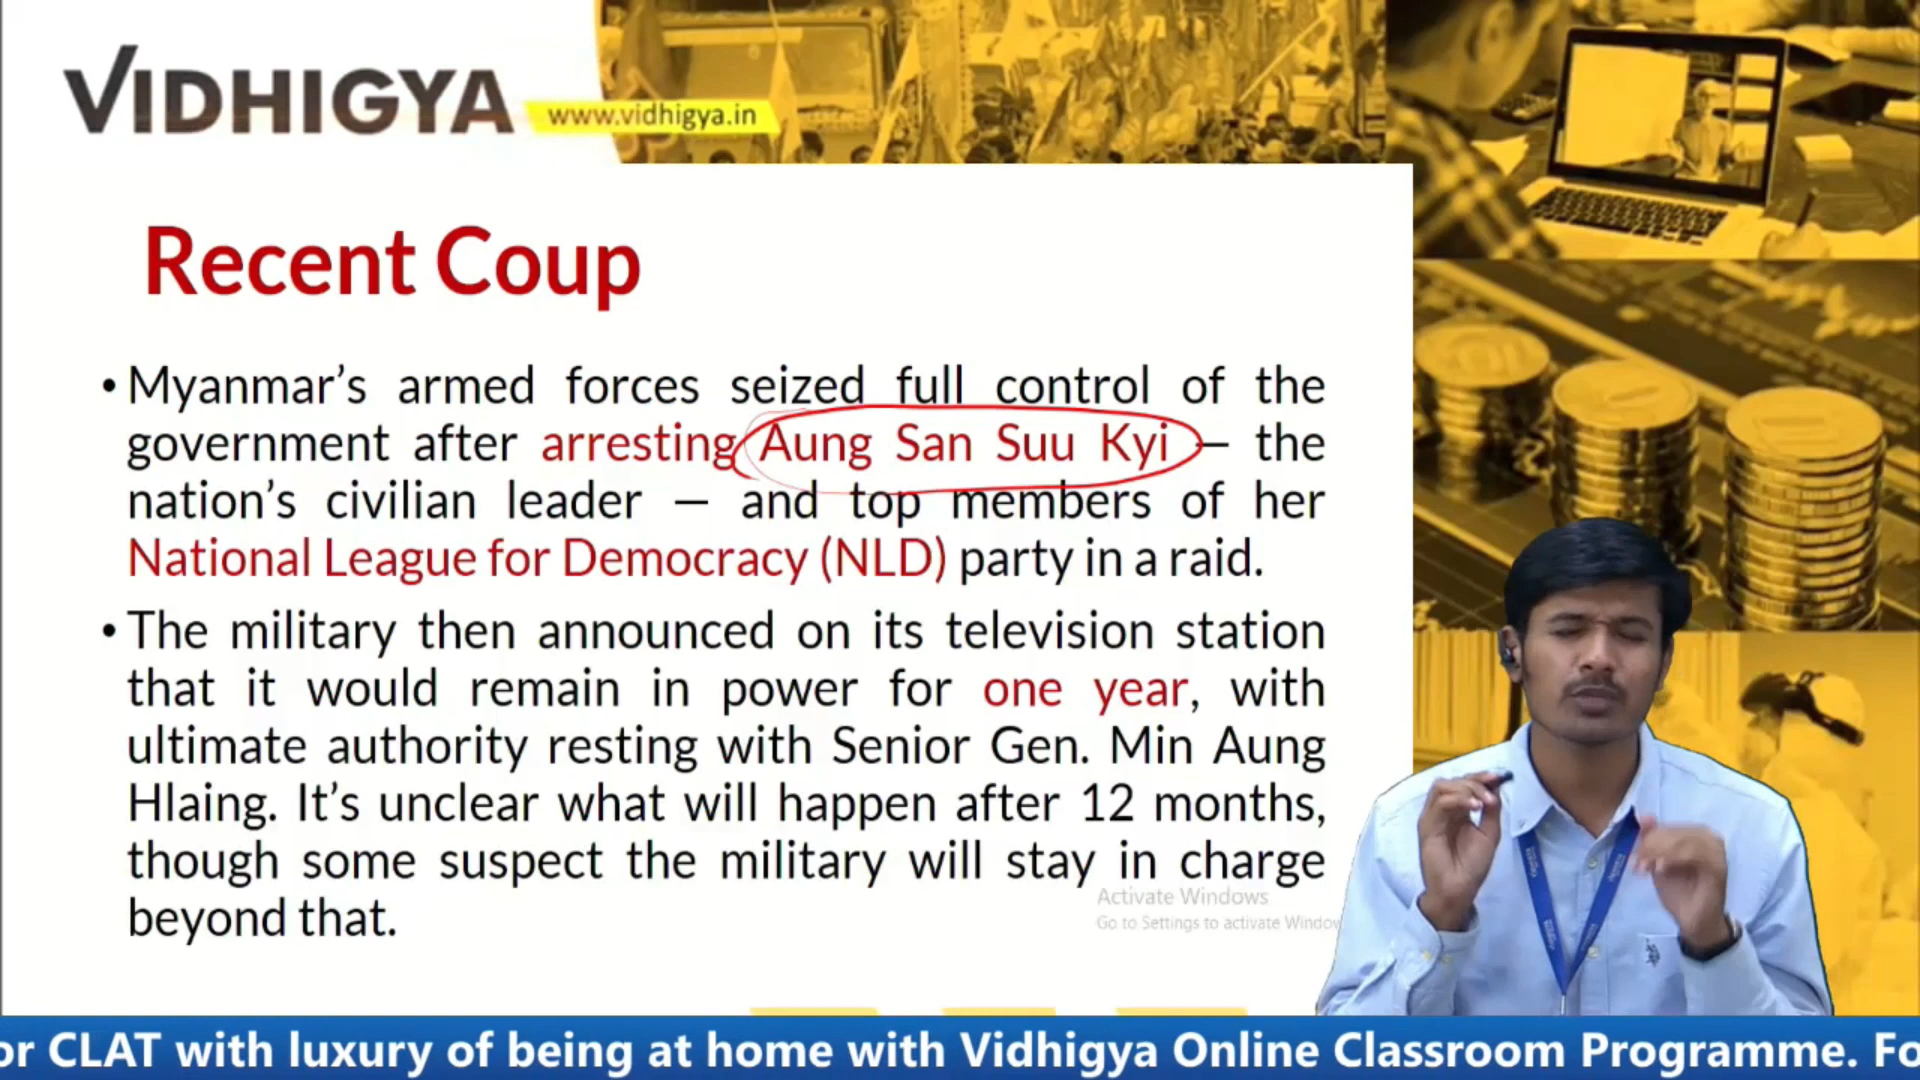 VIDHIGYA
www.vidhigya.in
Recent Coup
• Myanmar’s armed forces seized full control of the
government after arresting Aung San Suu Kyi – the
nation’s civilian leader – and top members of her
National League for Democracy (NLD) party in a raid.
• The military then announced on its television station
that it would remain in power for one year, with
ultimate authority resting with Senior Gen. Min Aung
Hlaing. It’s unclear what will happen after 12 months,
though some suspect the military will stay in charge
beyond that.
Activate Windows
Go to Settings to activate Window
or CLAT with luxury of being at home with Vidhigya Online Classroom Programme. Fo